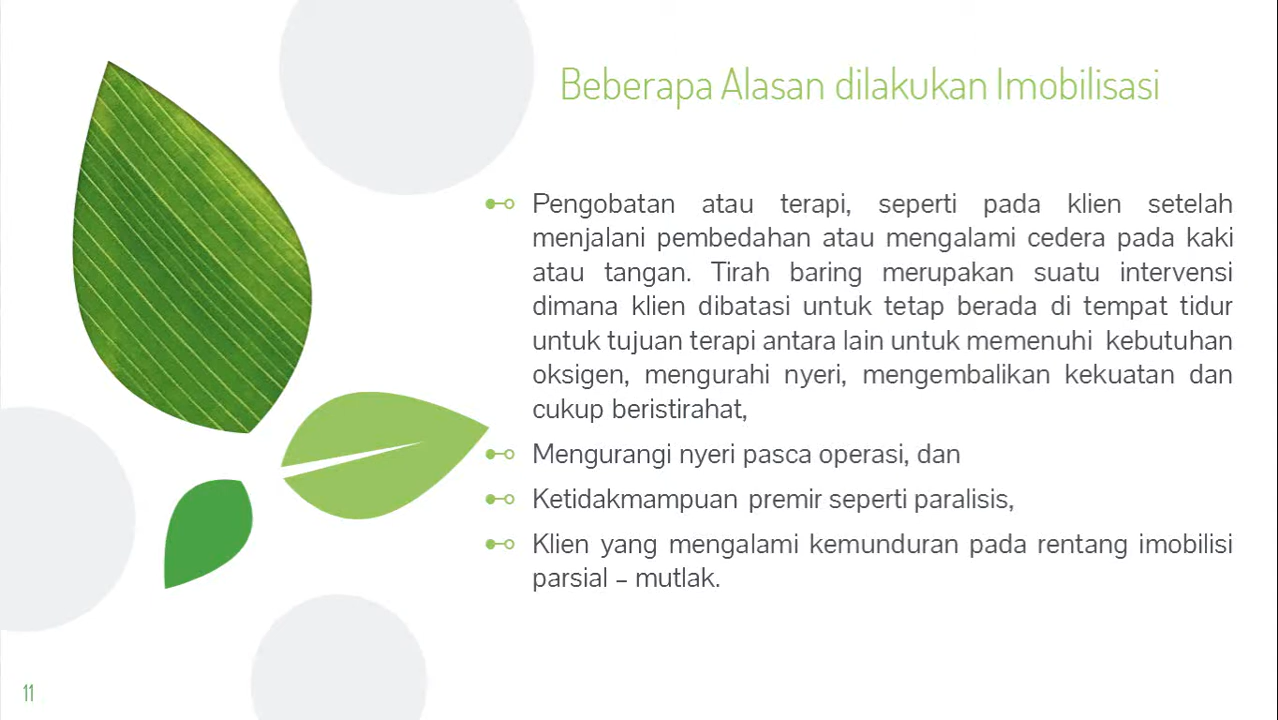 Beberapa Alasan dilakukan Imobilisasi
Pengobatan atau terapi, seperti pada klien setelah
menjalani pembedahan atau mengalami cedera pada kaki
atau tangan. Tirah baring merupakan suatu intervensi
dimana klien dibatasi untuk tetap berada di tempat tidur
untuk tujuan terapi antara lain untuk memenuhi kebutuhan
oksigen, mengurahi nyeri, mengembalikan kekuatan dan
cukup beristirahat,
Mengurangi nyeri pasca operasi, dan
Ketidakmampuan premir seperti paralisis,
Klien yang mengalami kemunduran pada rentang imobilisi
parsial – mutlak.
11